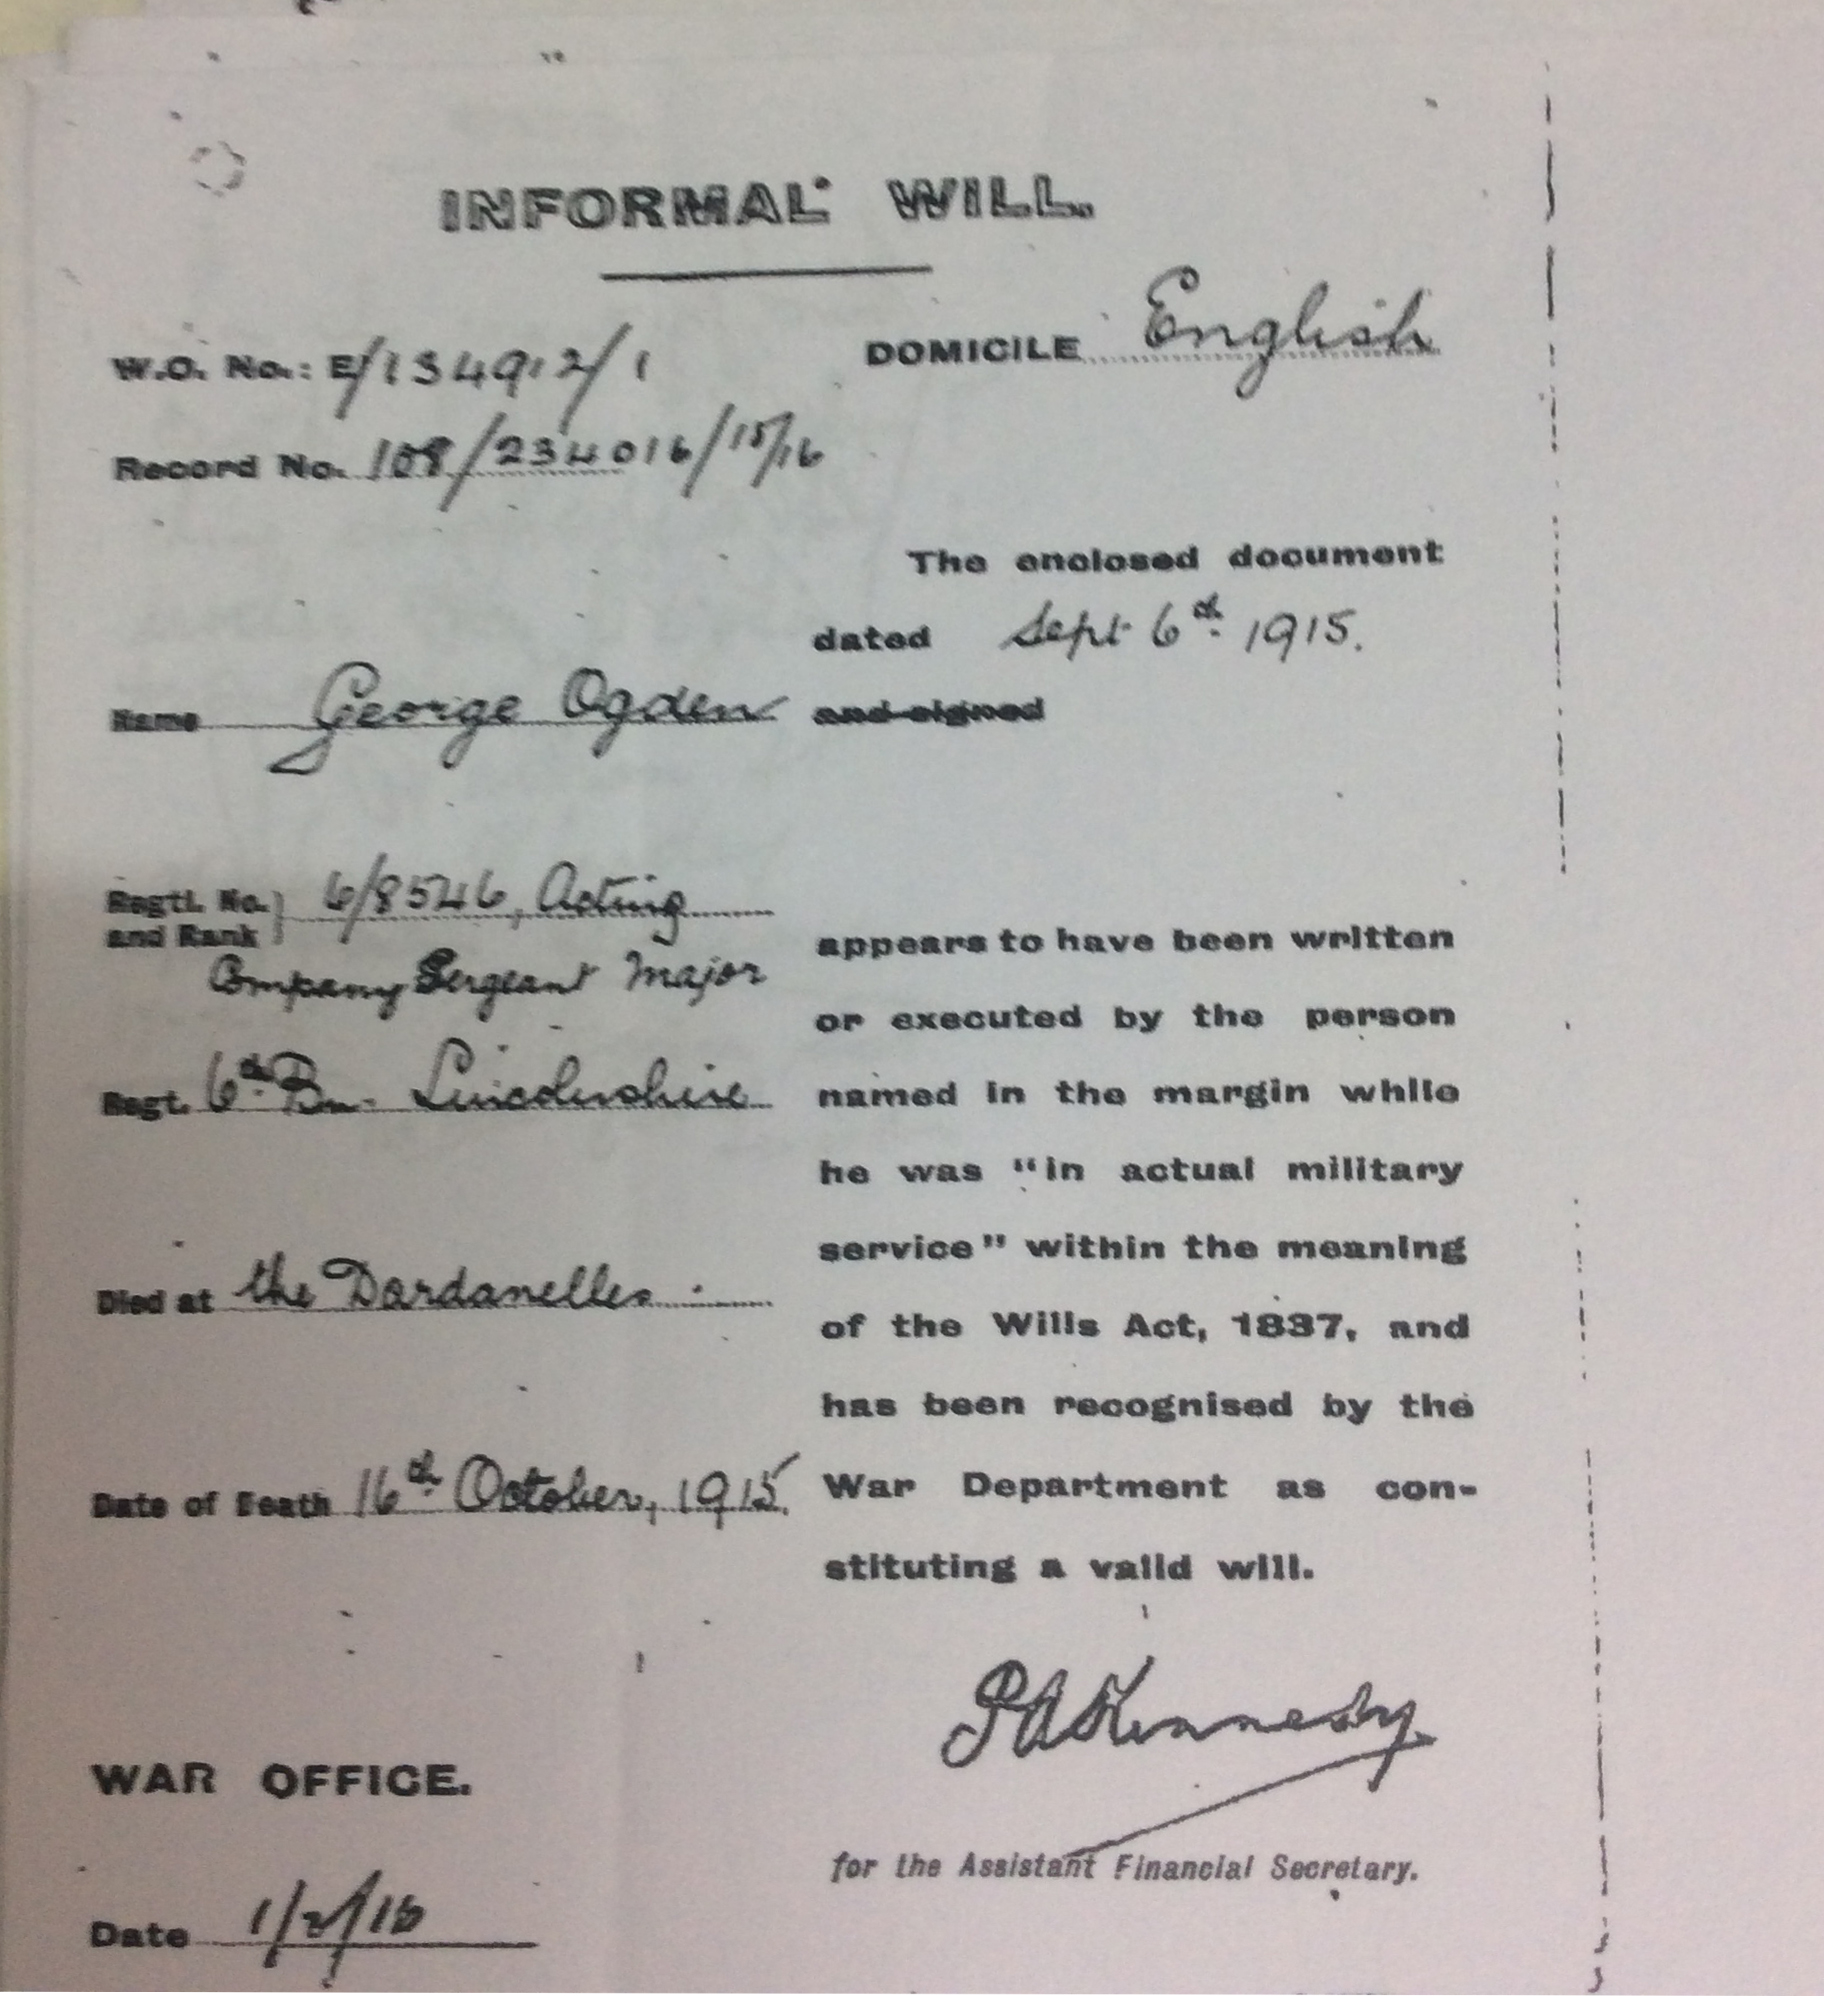 INFORMAL WILL.
W.O. No.: E/134912/1
DOMICILE English
Record No. 108/234016/15/16
The enclosed document
dated Sept 6th 1915.
Name George Ogden
and signed
Regtl. No. and Rank } 6/8546, Acting
Company Sergeant Major
Regt. 6th Bn. Lincolnshire
Died at the Dardanelles
Date of Death 16th October, 1915.
appears to have been written
or executed by the person
named in the margin while
he was "in actual military
service" within the meaning
of the Wills Act, 1837, and
has been recognised by the
War Department as con-
stituting a valid will.
P A Kennedy
for the Assistant Financial Secretary.
WAR OFFICE.
Date 1/2/16